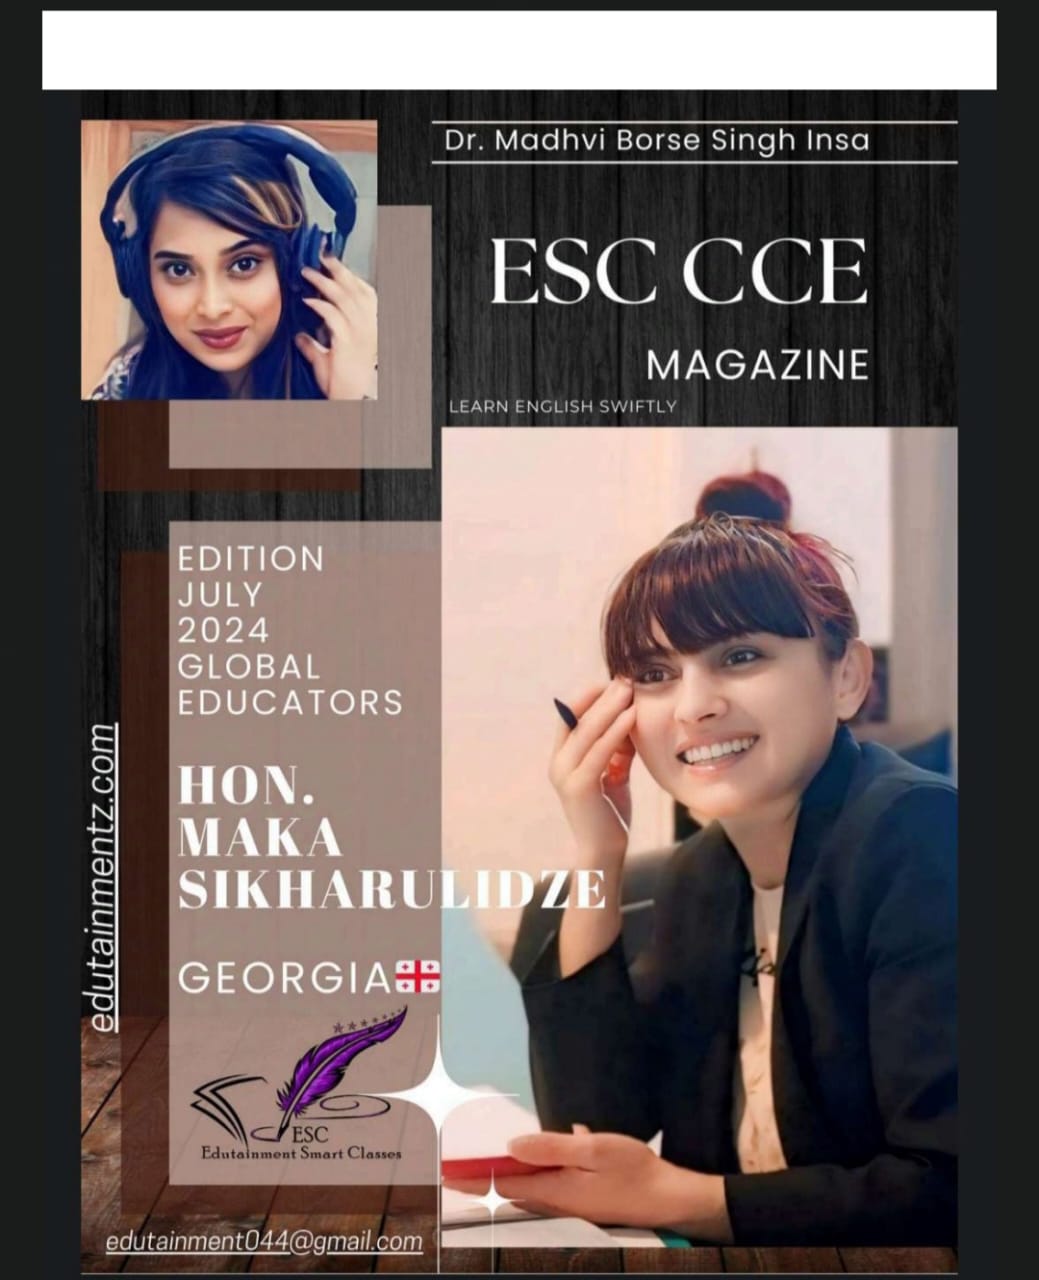 Dr. Madhvi Borse Singh Insa
ESC CCE
MAGAZINE
LEARN ENGLISH SWIFTLY
EDITION
JULY
2024
GLOBAL
EDUCATORS
HON.
MAKA
SIKHARULIDZE
GEORGIA
edutainmentz.com
ESC
Edutainment Smart Classes
edutainment044@gmail.com